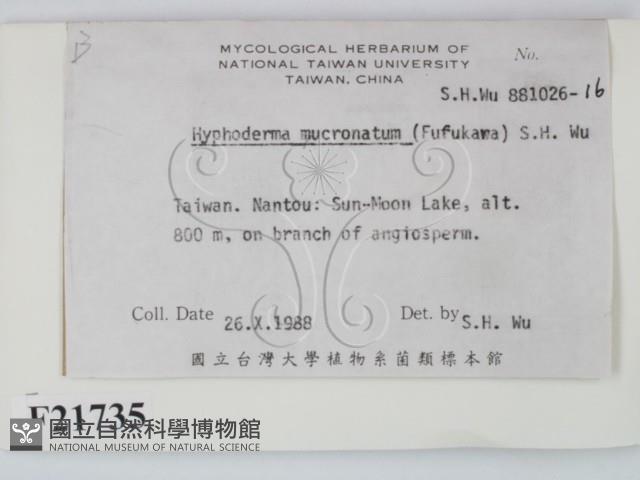 B
MYCOLOGICAL HERBARIUM OF
NATIONAL TAIWAN UNIVERSITY
TAIWAN, CHINA
No.
S.H.Wu 881026-16
Hyphoderma mucronatum (Fufukawa) S.H. Wu
Taiwan. Nantou: Sun-Moon Lake, alt.
800 m, on branch of angiosperm.
Coll. Date 26.X.1988 Det. by S.H. Wu
國立台灣大學植物系菌類標本館
F21735
國立自然科學博物館
NATIONAL MUSEUM OF NATURAL SCIENCE